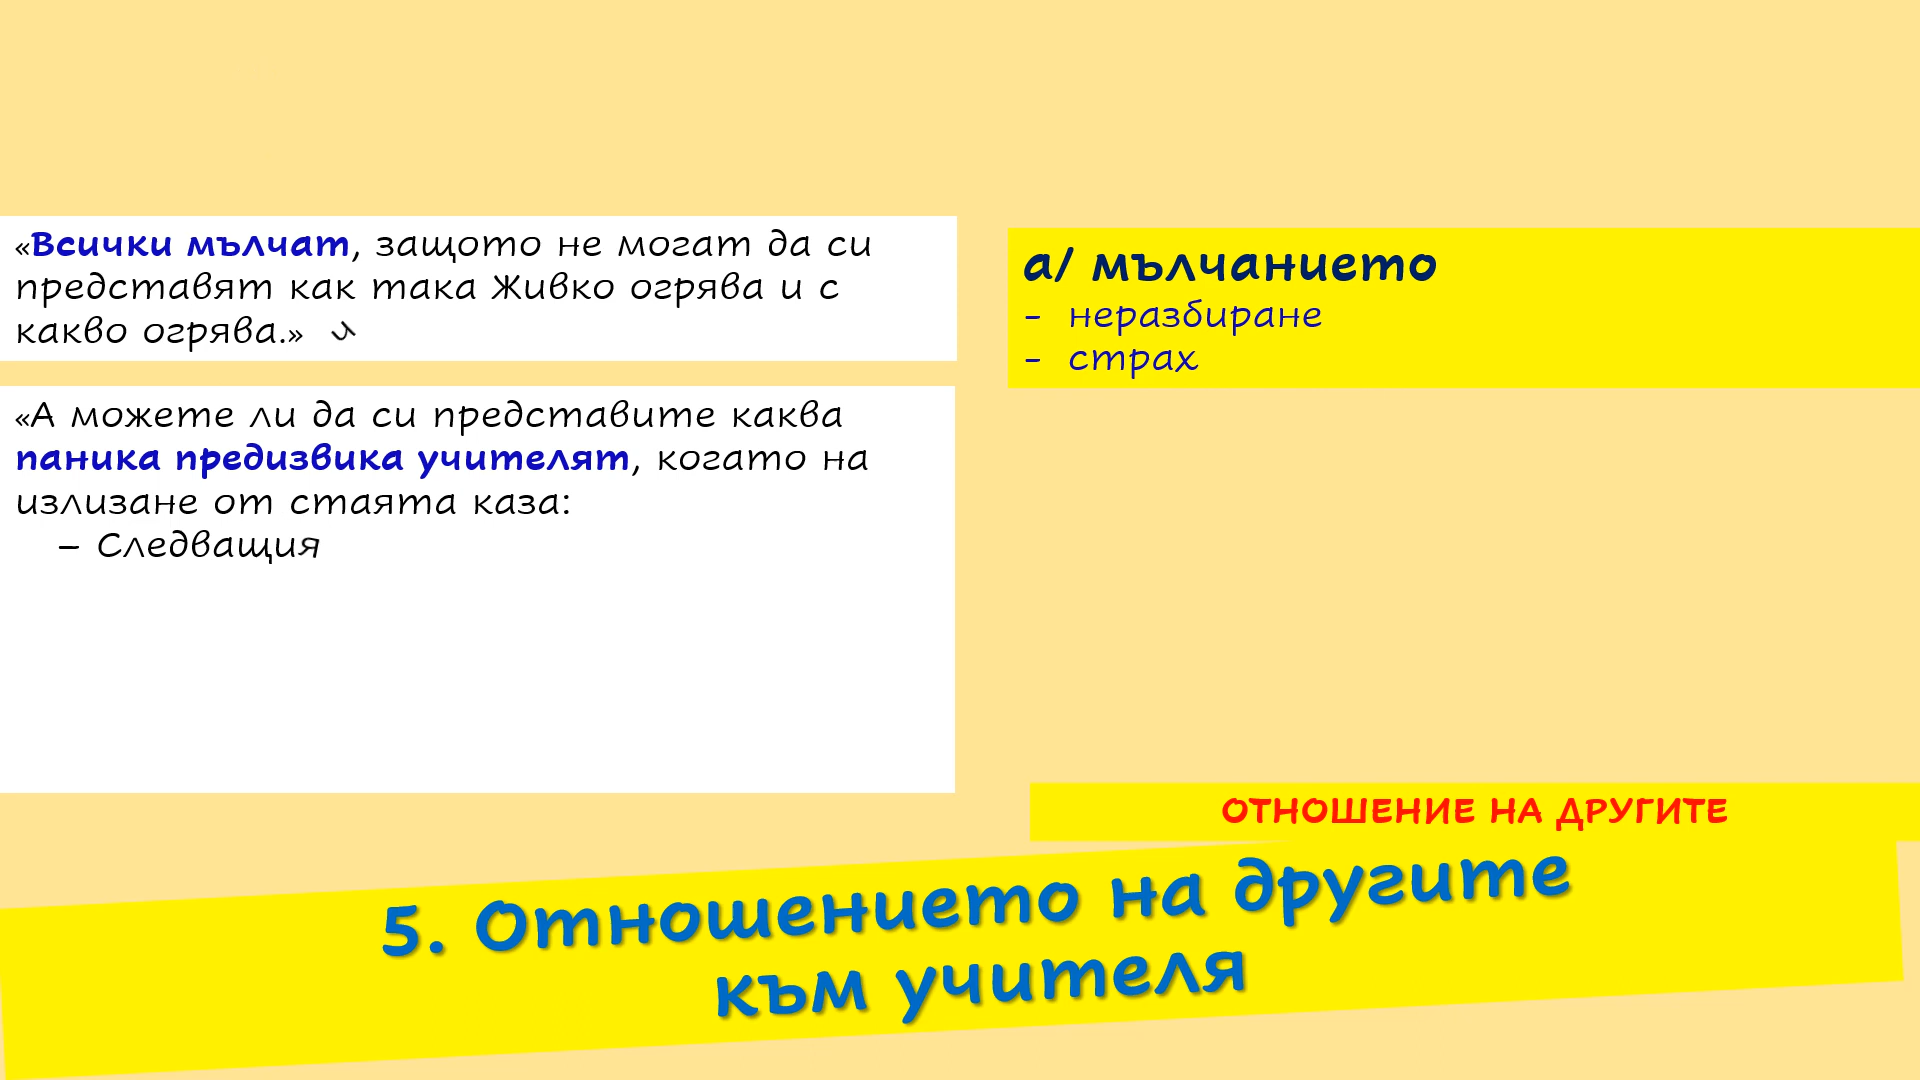 «Всички мълчат, защото не могат да си
представят как така Живко огрява и с
какво огрява.» и
«А можете ли да си представите каква
паника предизвика учителят, когато на
излизане от стаята каза:
– Следващия
а/ мълчанието
- неразбиране
- страх
ОТНОШЕНИЕ НА ДРУГИТЕ
5. Отношението на другите
към учителя